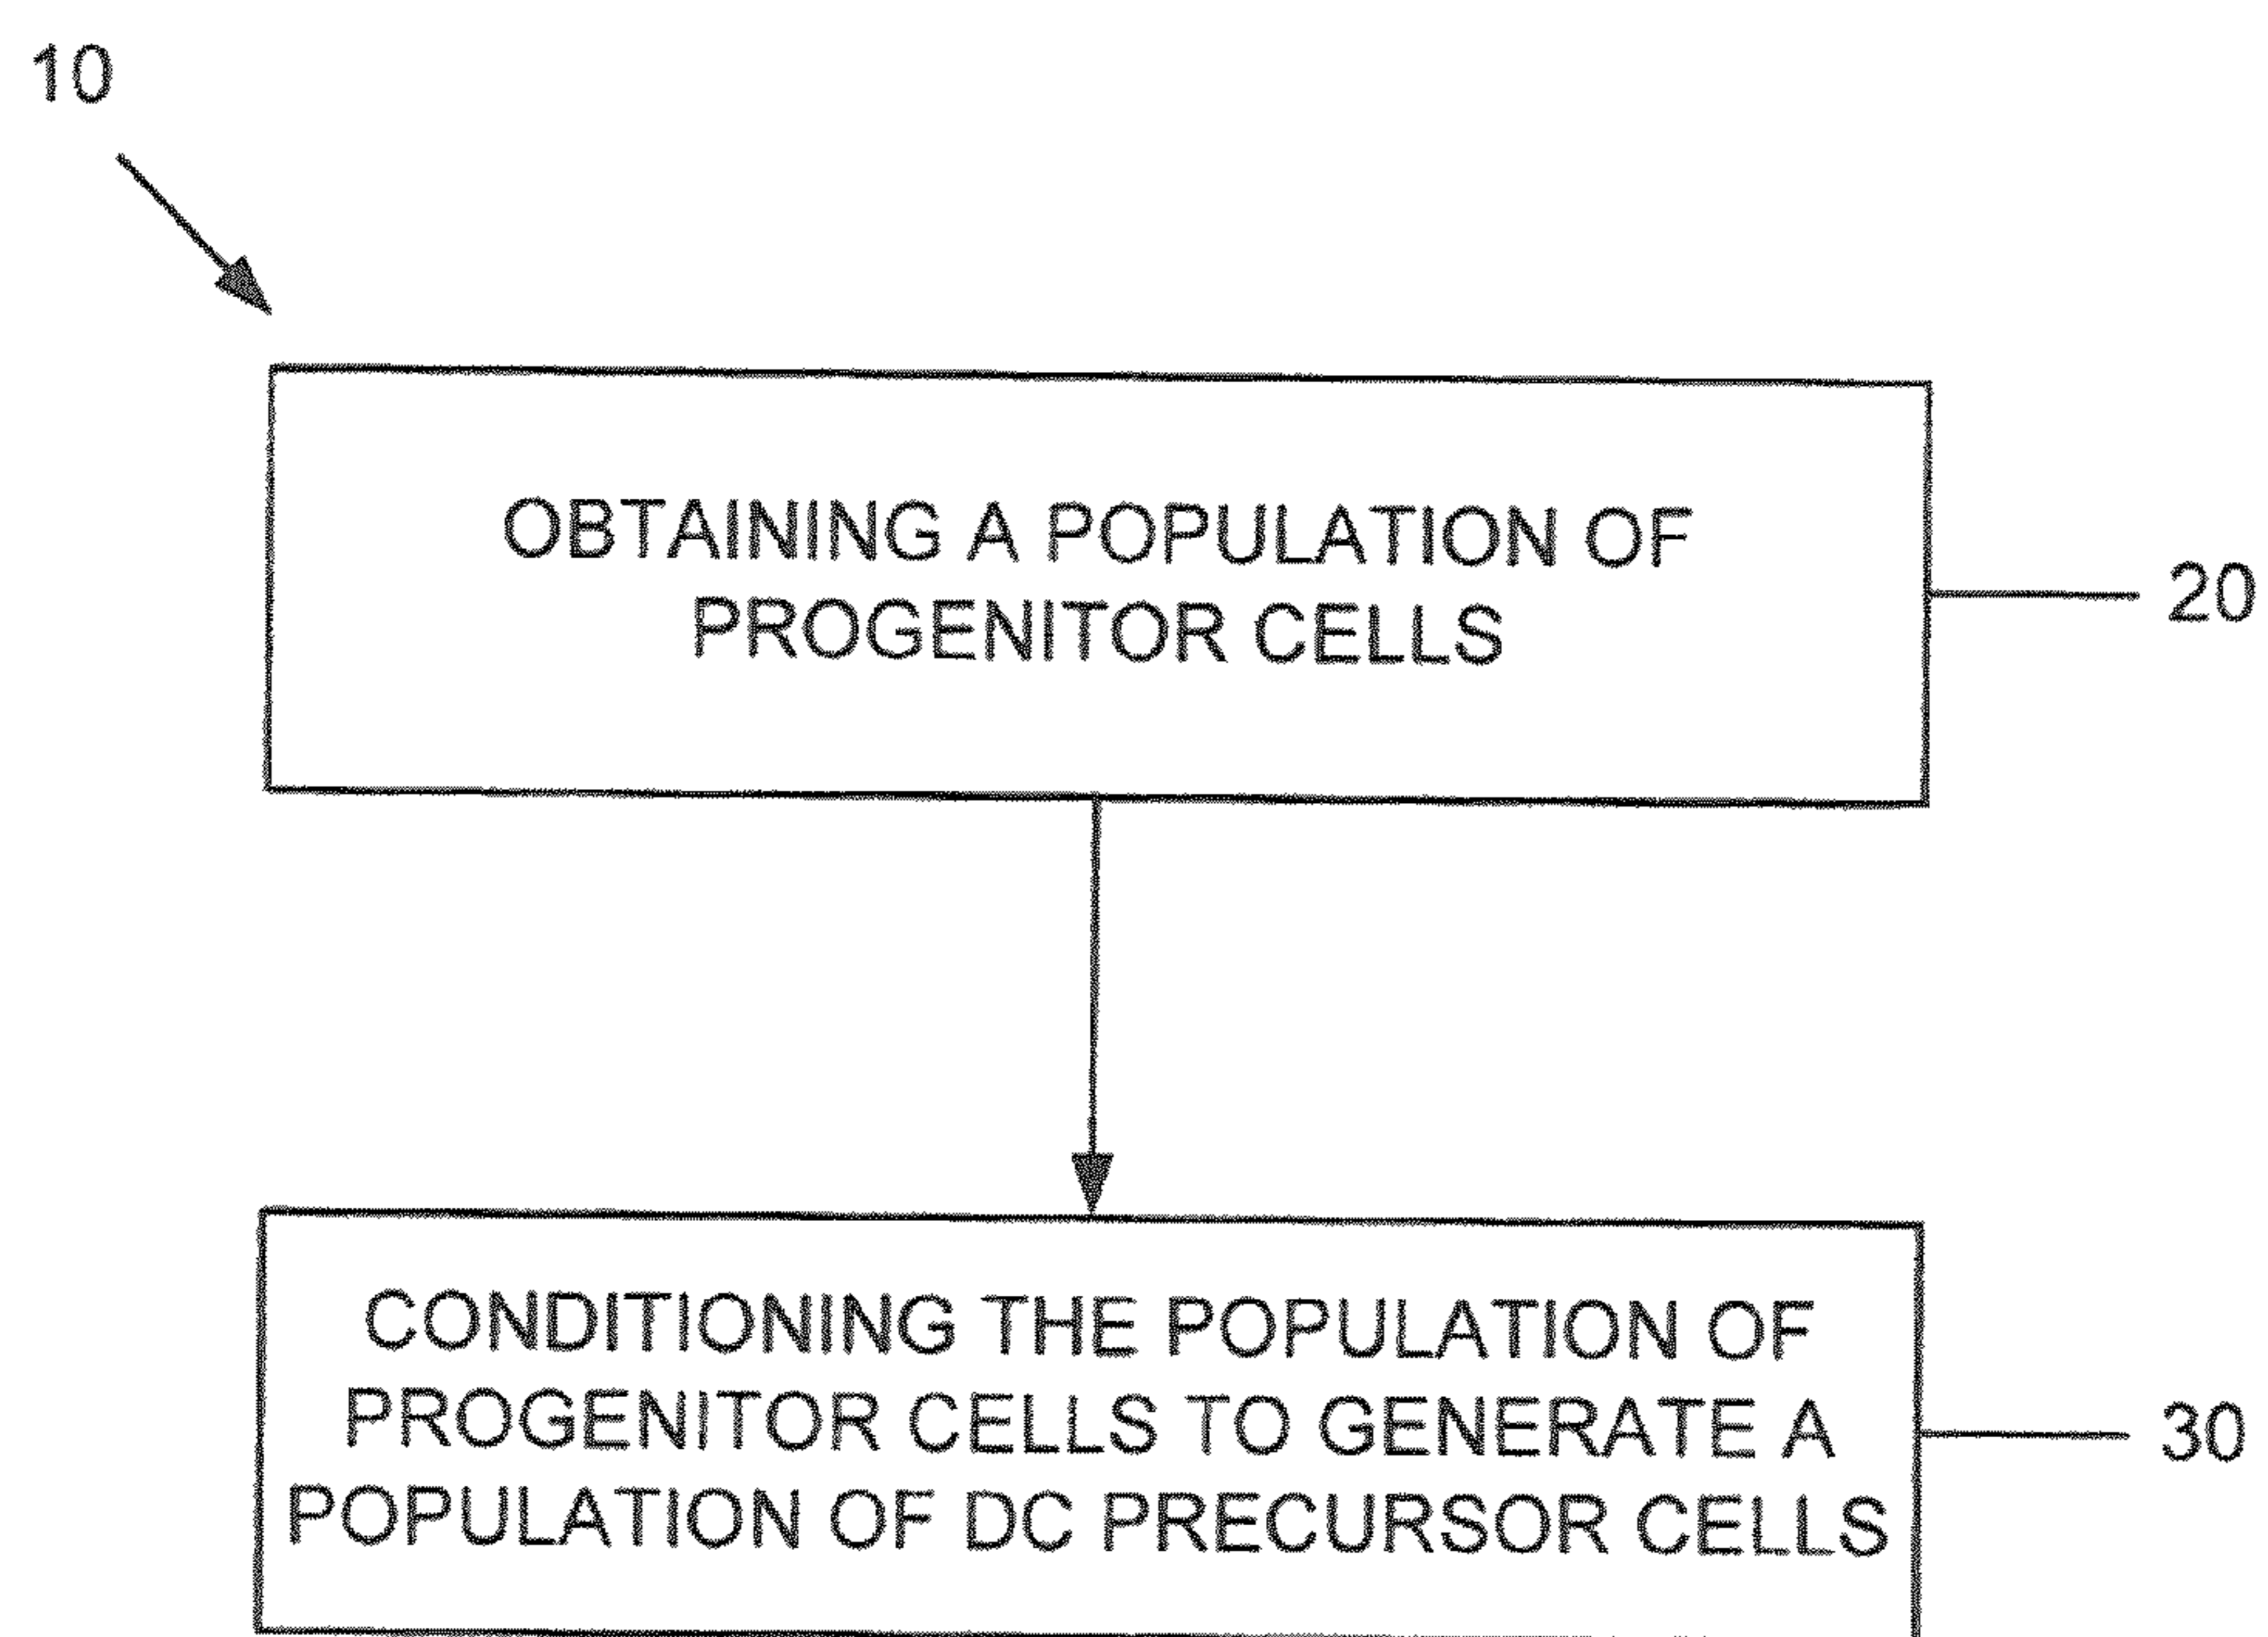 10
OBTAINING A POPULATION OF
PROGENITOR CELLS
20
CONDITIONING THE POPULATION OF
PROGENITOR CELLS TO GENERATE A
POPULATION OF DC PRECURSOR CELLS
30